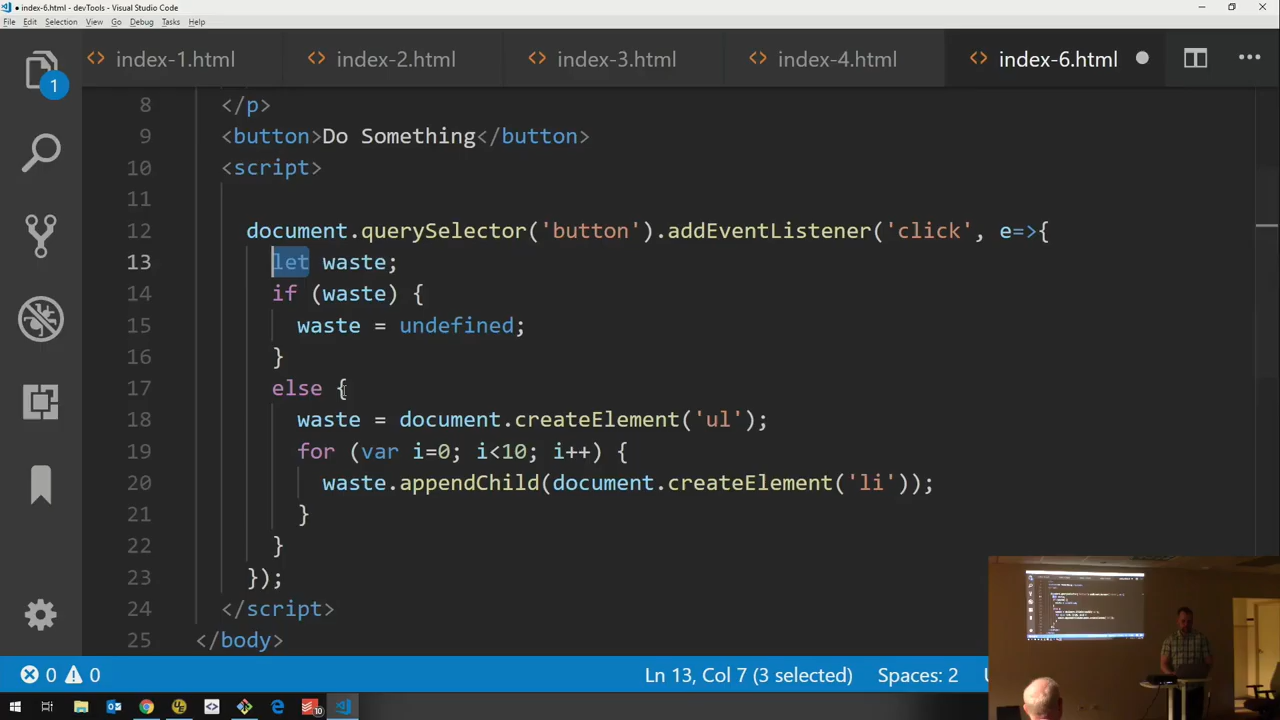 index-6.html - devTools - Visual Studio Code
File Edit Selection View Go Debug Tasks Help
index-1.html index-2.html index-3.html index-4.html index-6.html
1
8 </p>
9 <button>Do Something</button>
10 <script>
11
12 document.querySelector('button').addEventListener('click', e=>{
13 let waste;
14 if (waste) {
15 waste = undefined;
16 }
17 else {
18 waste = document.createElement('ul');
19 for (var i=0; i<10; i++) {
20 waste.appendChild(document.createElement('li'));
21 }
22 }
23 });
24 </script>
25 </body>
0 0 Ln 13, Col 7 (3 selected) Spaces: 2
10